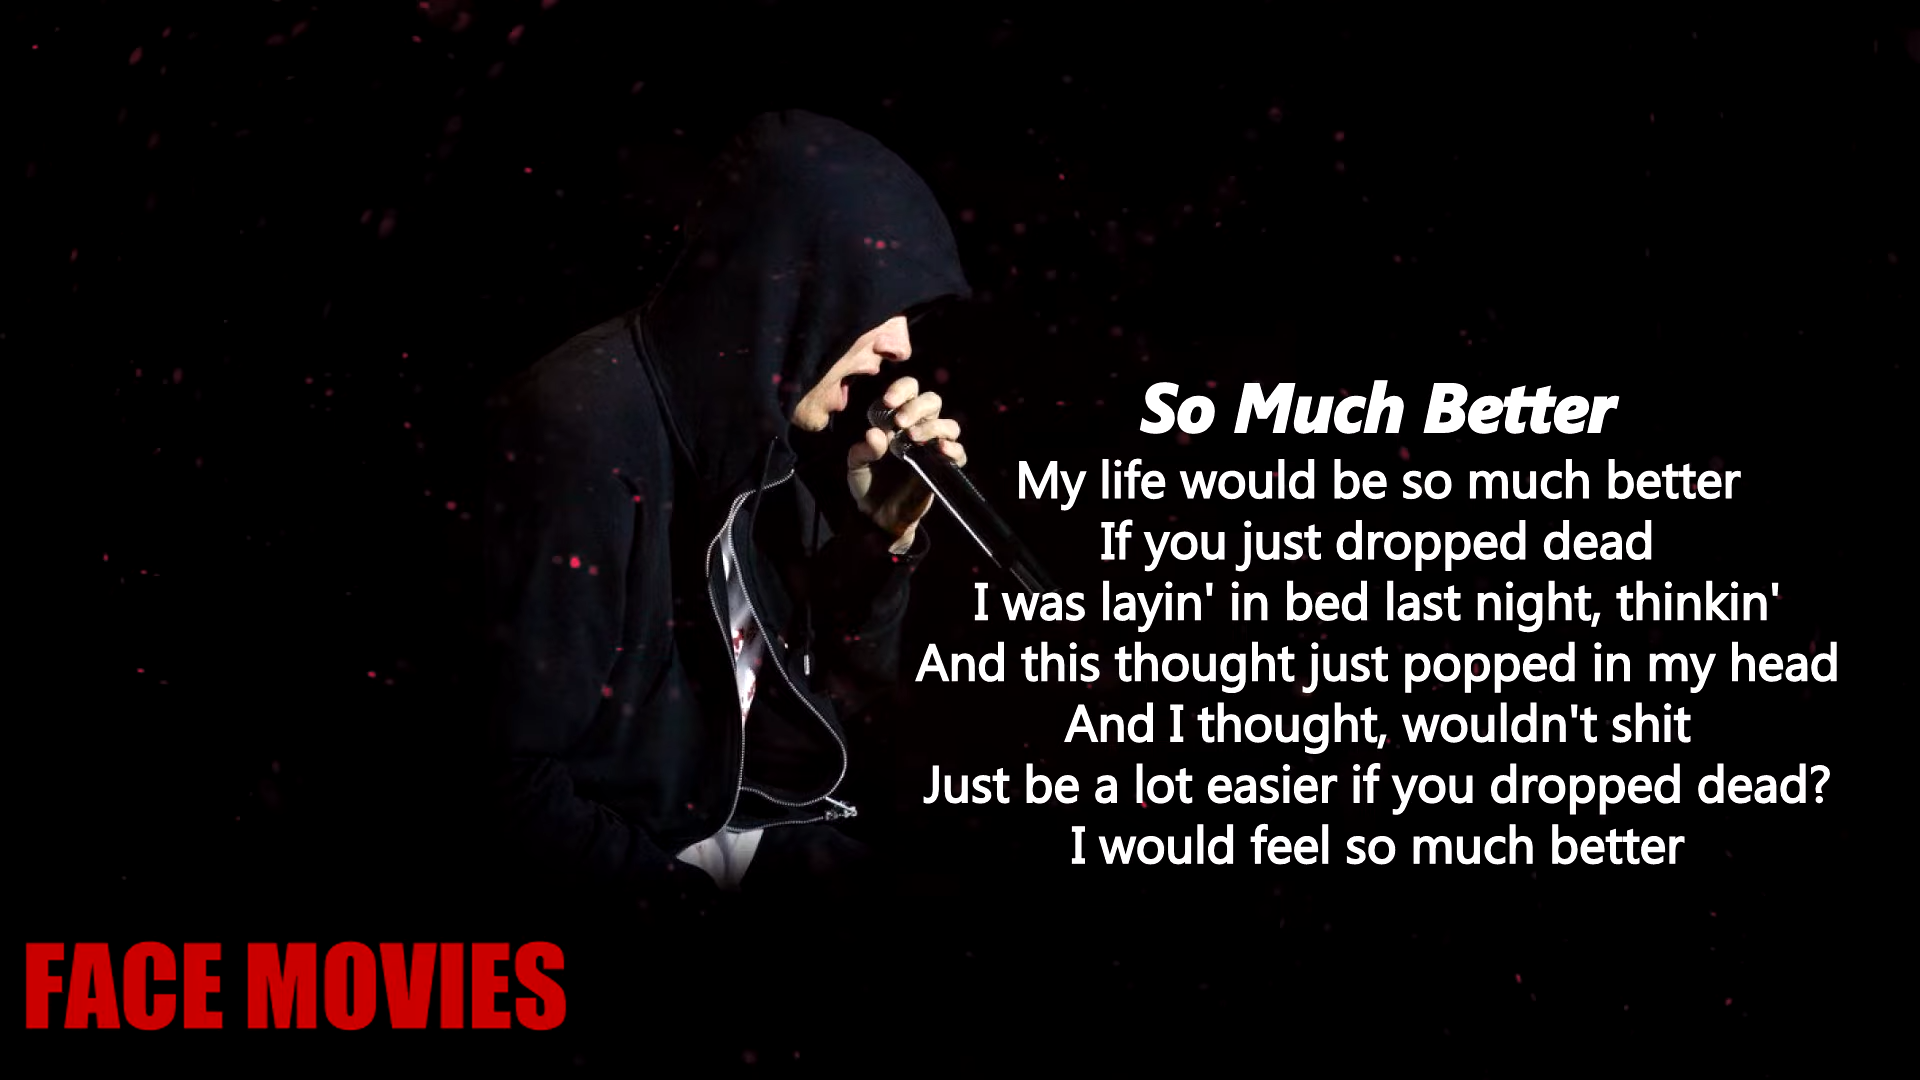 So Much Better
My life would be so much better
If you just dropped dead
I was layin' in bed last night, thinkin'
And this thought just popped in my head
And I thought, wouldn't shit
Just be a lot easier if you dropped dead?
I would feel so much better
FACE MOVIES